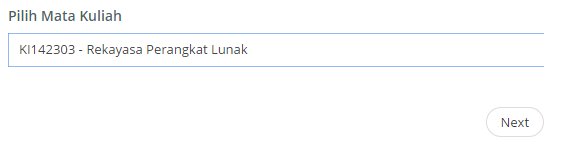 Pilih Mata Kuliah
KI142303 - Rekayasa Perangkat Lunak
Next